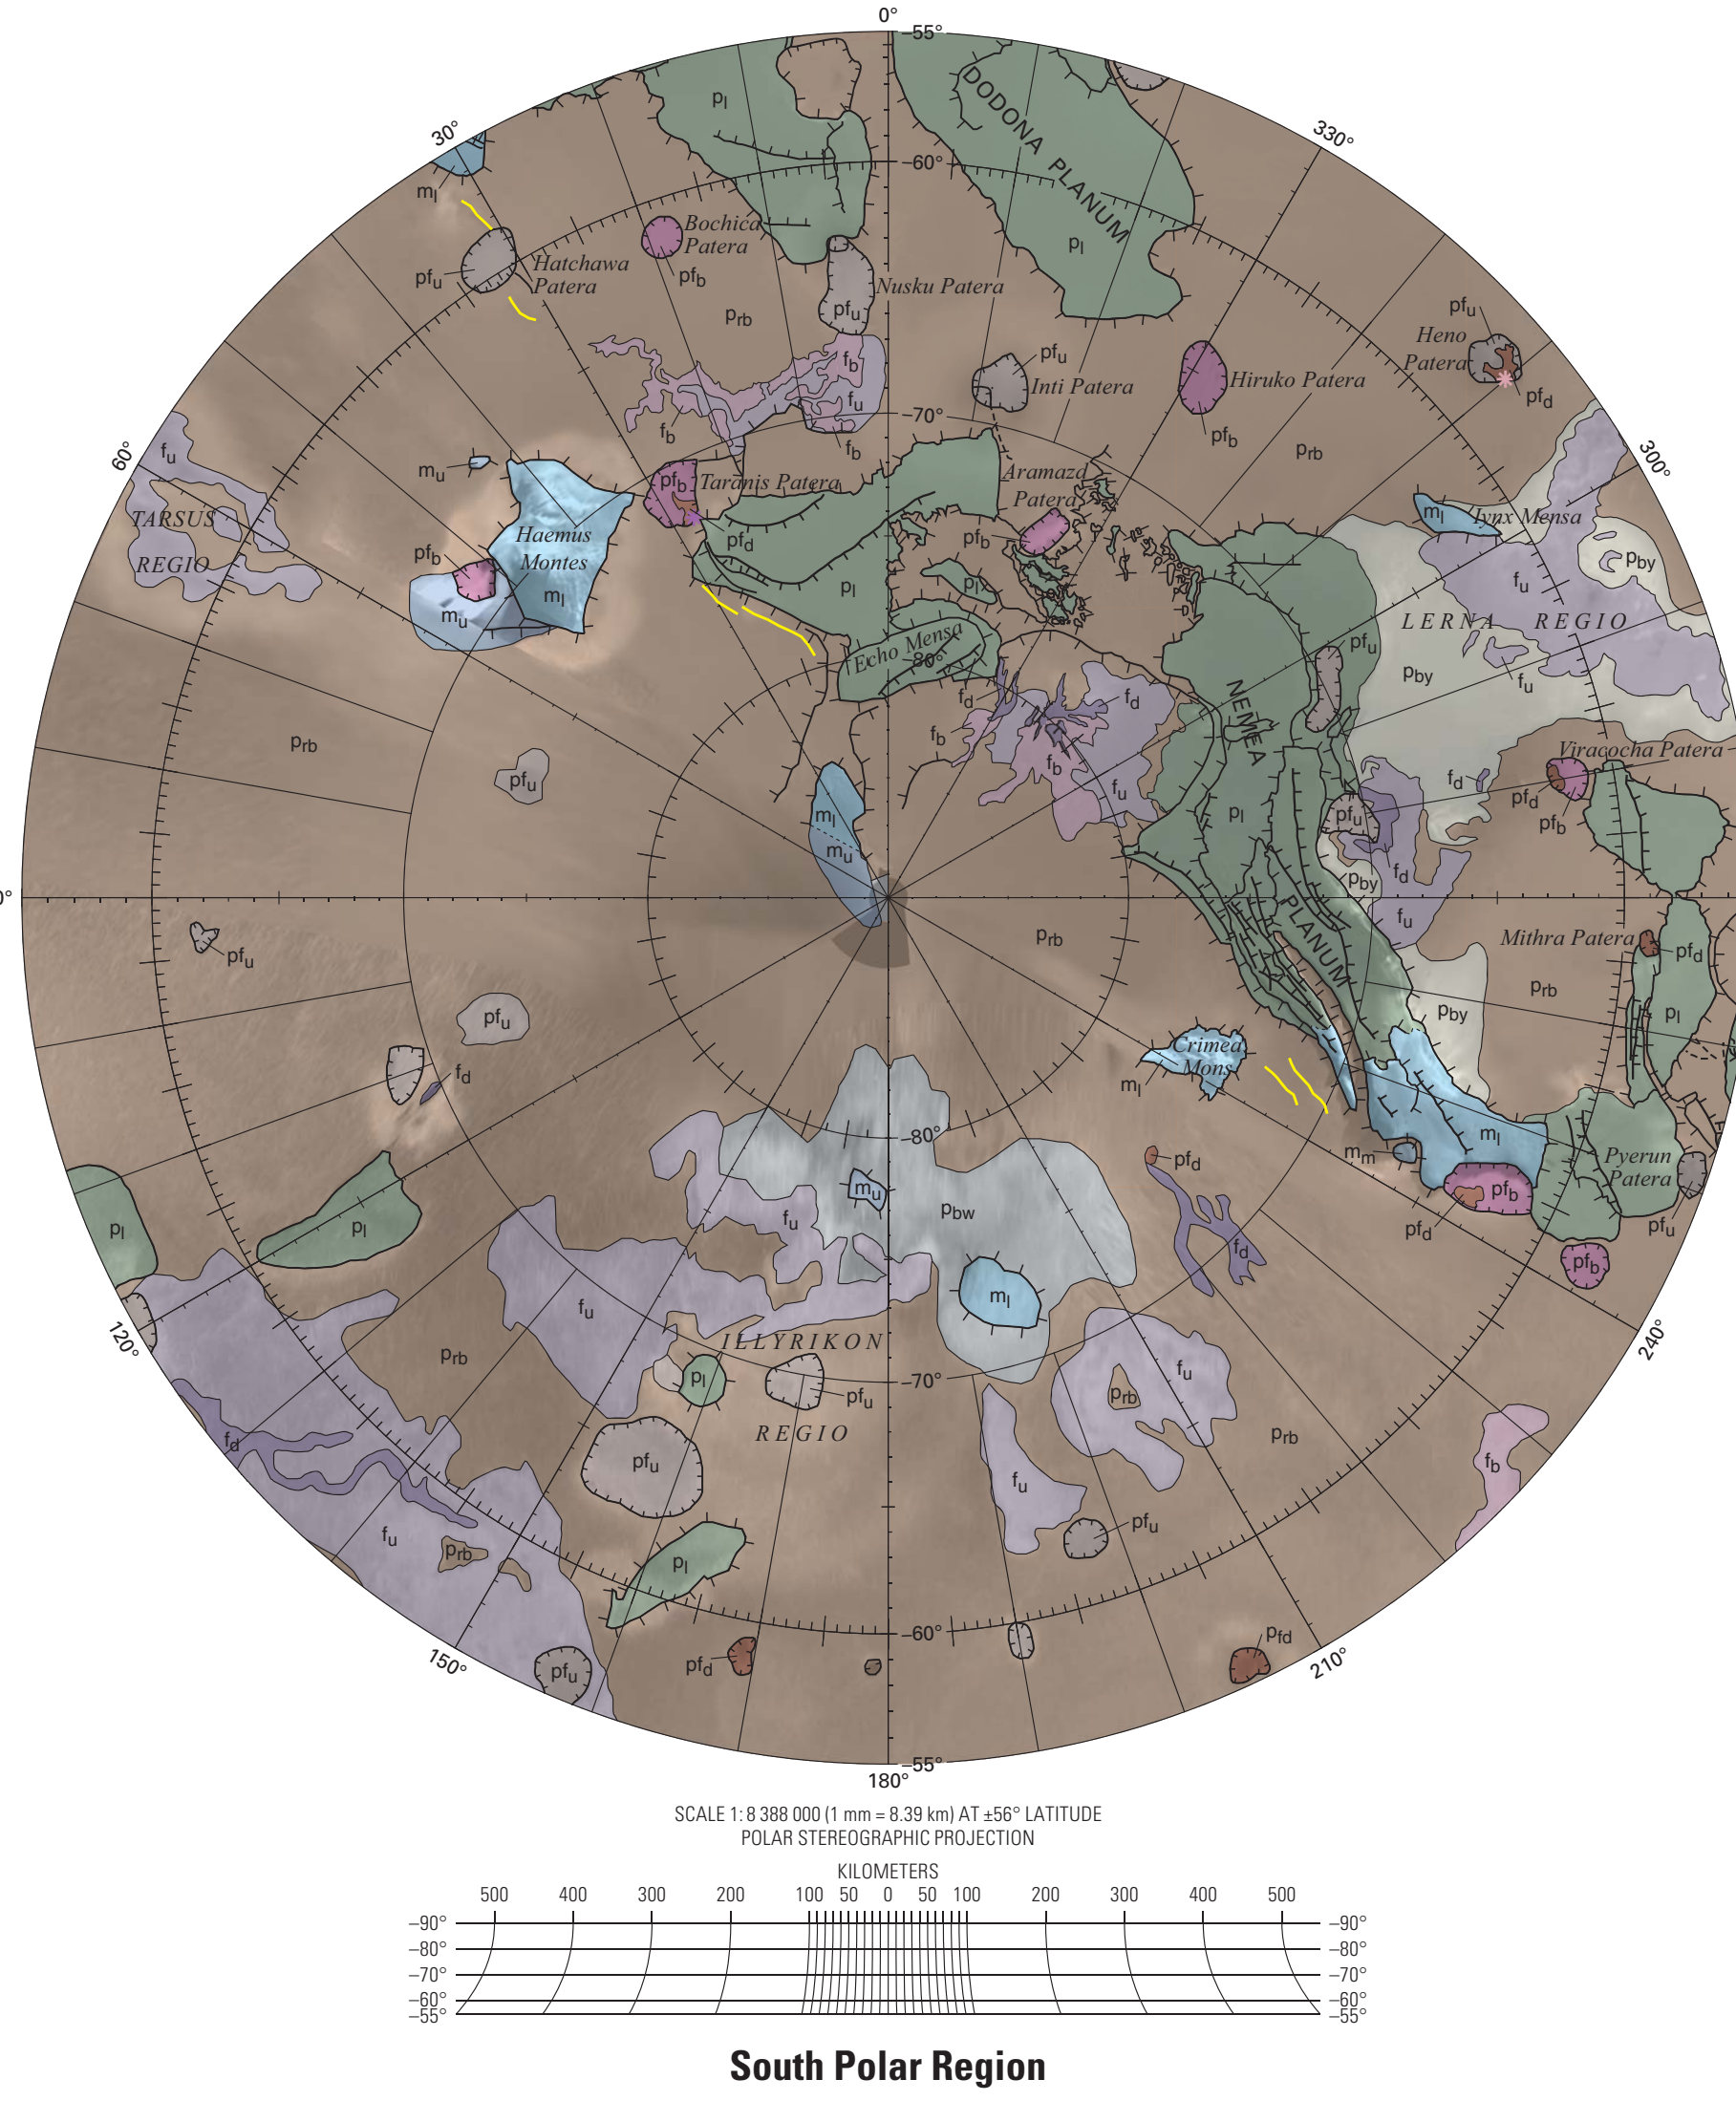 0°
–55°
30°
330°
DODONA PLANUM
pl
–60°
ml
Bochica
Patera
pfb
pl
Hatchawa
Patera
pfu
Nusku Patera
prb
pfu
pfu
Heno
Patera
pfd
pfu
Inti Patera
Hiruko Patera
pfb
fb
fu
fb
fb
–70°
prb
60°
300°
fu
TARSUS
REGIO
mu
Haemus
Montes
pfb
ml
mu
pfb
Taranis Patera
pfd
pl
Aramazd
Patera
pfb
pl
ml
Iynx Mensa
pby
fu
LERNA REGIO
pfu
pby
fu
Echo Mensa
–80°
fd
fd
fb
fb
fu
NEMEA
PLANUM
pl
prb
pfu
Viracocha Patera
fd
pfd
pfb
pfu
ml
mu
pby
fd
fu
0°
pfu
prb
Mithra Patera
pfd
prb
pl
pfu
pby
fd
Crimea
Mons
ml
–80°
mm
ml
Pyerun
Patera
pfd
pfb
pfd
pfu
mu
pbw
fu
pl
pl
fd
pfb
ml
fu
120°
240°
prb
ILLYRIKON
REGIO
pl
pfu
–70°
fu
prb
prb
fd
pfu
fu
fb
fu
prb
pfu
pl
–60°
pfd
pfd
pfu
150°
210°
–55°
180°
SCALE 1: 8 388 000 (1 mm = 8.39 km) AT ±56° LATITUDE
POLAR STEREOGRAPHIC PROJECTION
KILOMETERS
500 400 300 200 100 50 0 50 100 200 300 400 500
–90° –90°
–80° –80°
–70° –70°
–60° –60°
–55° –55°
South Polar Region